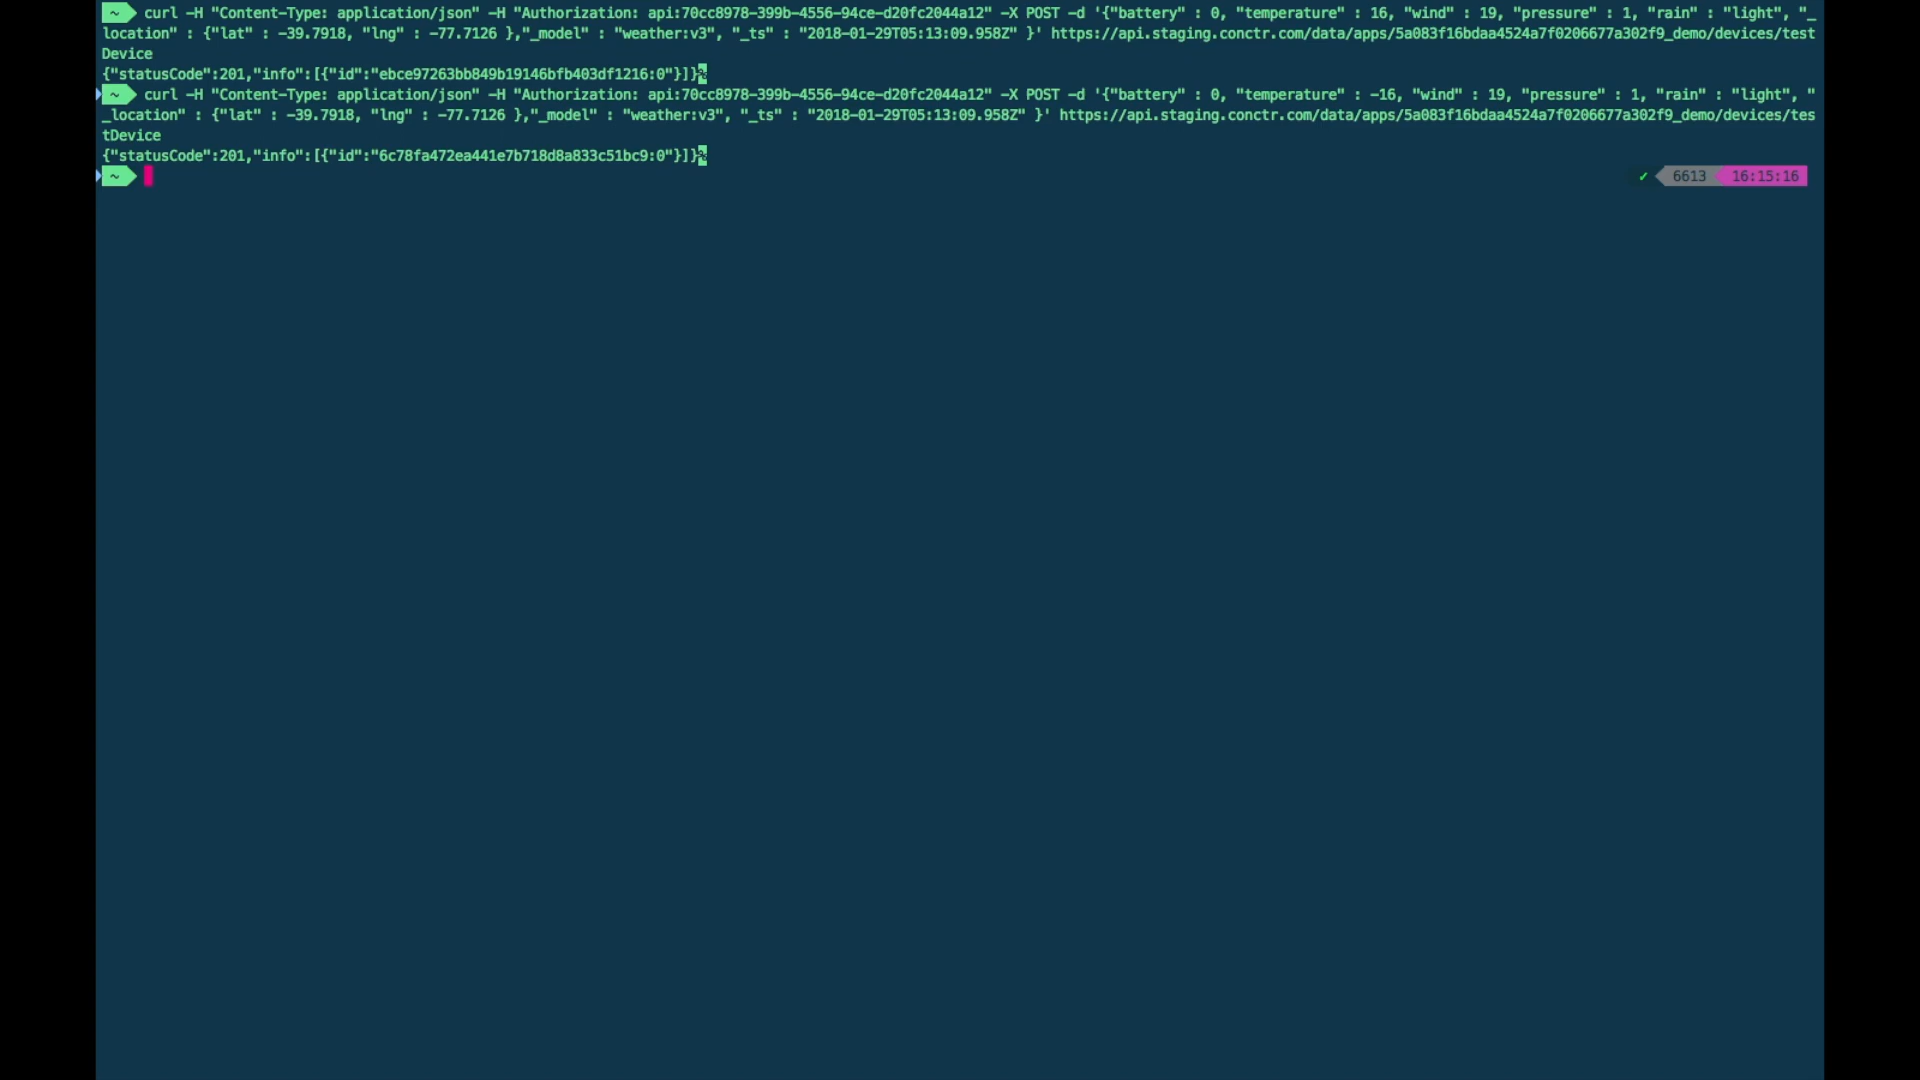 ~ curl -H "Content-Type: application/json" -H "Authorization: api:70cc8978-399b-4556-94ce-d20fc2044a12" -X POST -d '{"battery" : 0, "temperature" : 16, "wind" : 19, "pressure" : 1, "rain" : "light", "_
location" : {"lat" : -39.7918, "lng" : -77.7126 },"_model" : "weather:v3", "_ts" : "2018-01-29T05:13:09.958Z" }' https://api.staging.conctr.com/data/apps/5a083f16bdaa4524a7f0206677a302f9_demo/devices/test
Device
{"statusCode":201,"info":[{"id":"ebce97263bb849b19146bfb403df1216:0"}]}%
~ curl -H "Content-Type: application/json" -H "Authorization: api:70cc8978-399b-4556-94ce-d20fc2044a12" -X POST -d '{"battery" : 0, "temperature" : -16, "wind" : 19, "pressure" : 1, "rain" : "light", "
_location" : {"lat" : -39.7918, "lng" : -77.7126 },"_model" : "weather:v3", "_ts" : "2018-01-29T05:13:09.958Z" }' https://api.staging.conctr.com/data/apps/5a083f16bdaa4524a7f0206677a302f9_demo/devices/tes
tDevice
{"statusCode":201,"info":[{"id":"6c78fa472ea441e7b718d8a833c51bc9:0"}]}%
~ ✓ 6613 16:15:16